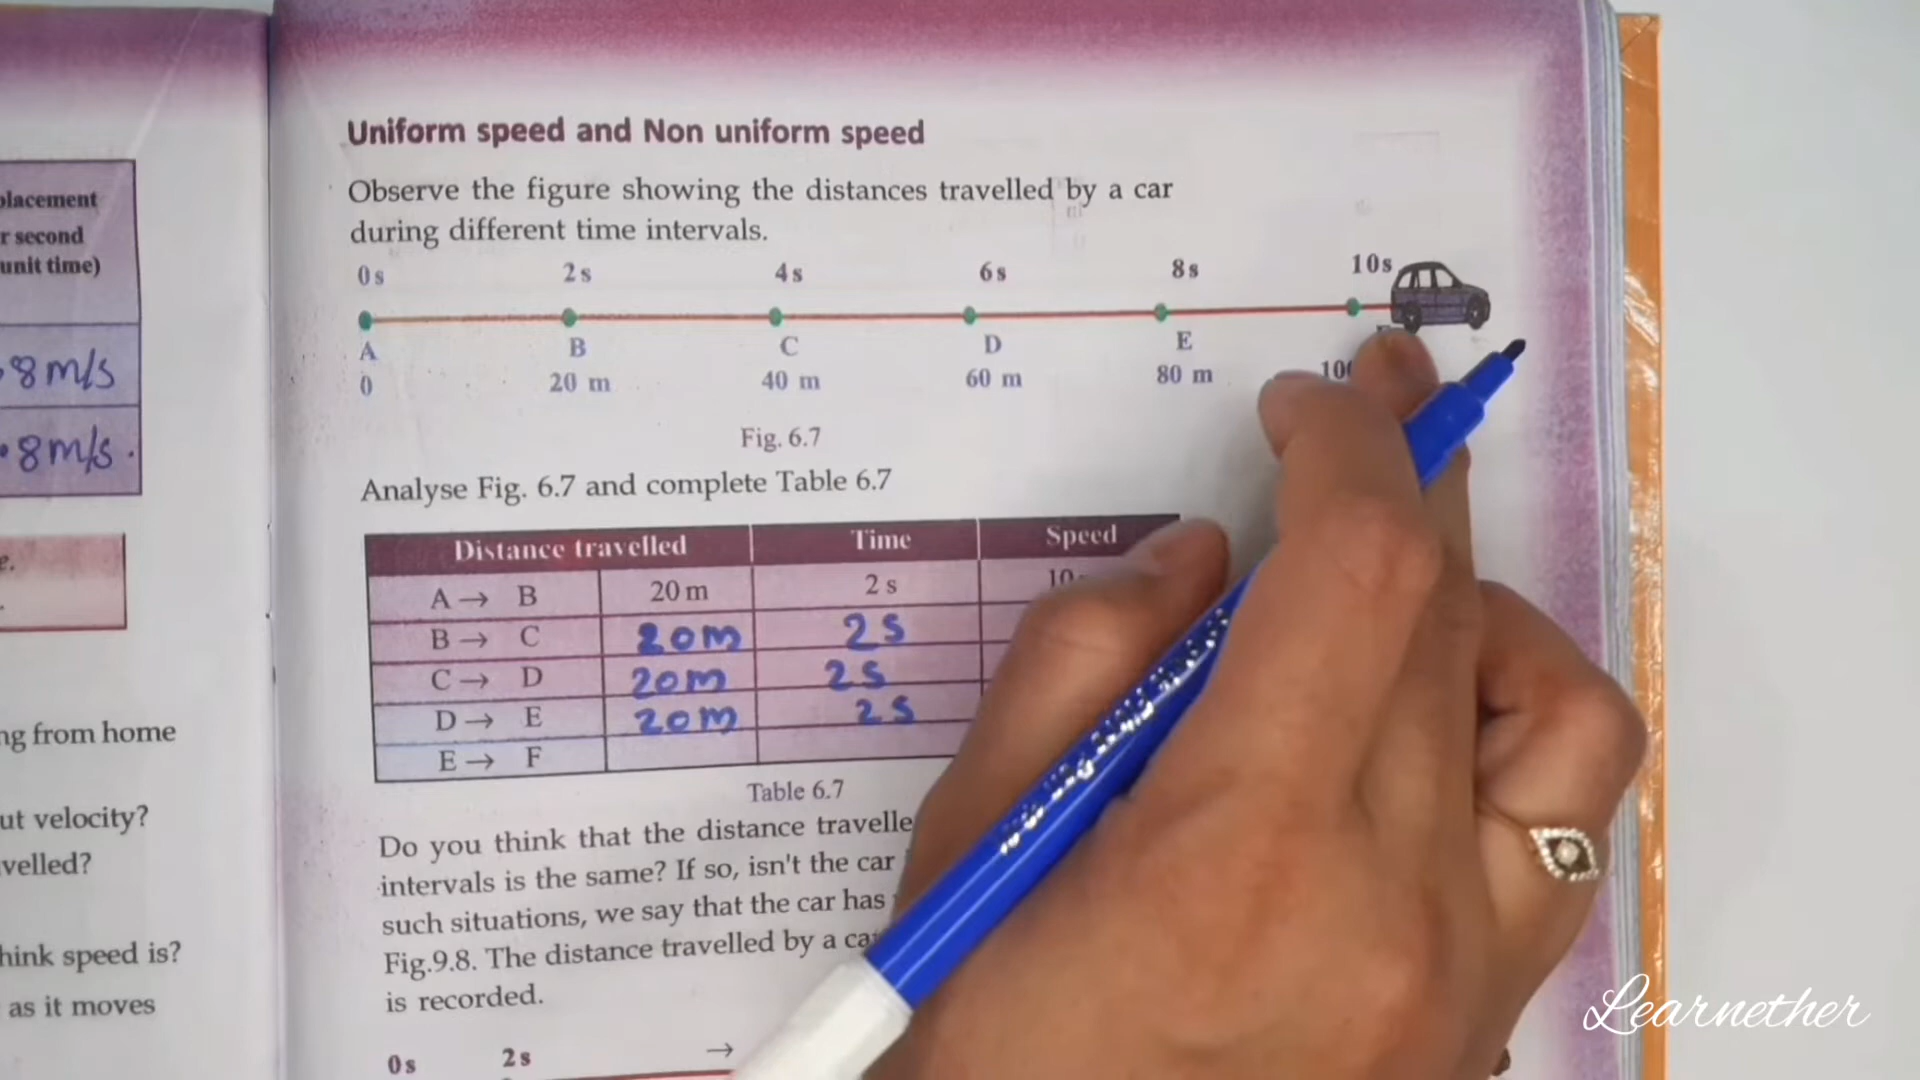 placement
r second
unit time)
8 m/s
8 m/s.
e.
ng from home
ut velocity?
velled?
hink speed is?
as it moves
Uniform speed and Non uniform speed
Observe the figure showing the distances travelled by a car
during different time intervals.
0 s 2 s 4 s 6 s 8 s 10s
A B C D E
0 20 m 40 m 60 m 80 m 100
Fig. 6.7
Analyse Fig. 6.7 and complete Table 6.7
Distance travelled Time Speed
A → B 20 m 2 s 10
B → C 20m 2s
C → D 20m 2s
D → E 20m 2s
E → F
Table 6.7
Do you think that the distance travelle
intervals is the same? If so, isn't the car
such situations, we say that the car has
Fig.9.8. The distance travelled by a ca
is recorded.
0 s 2 s →
Learnether